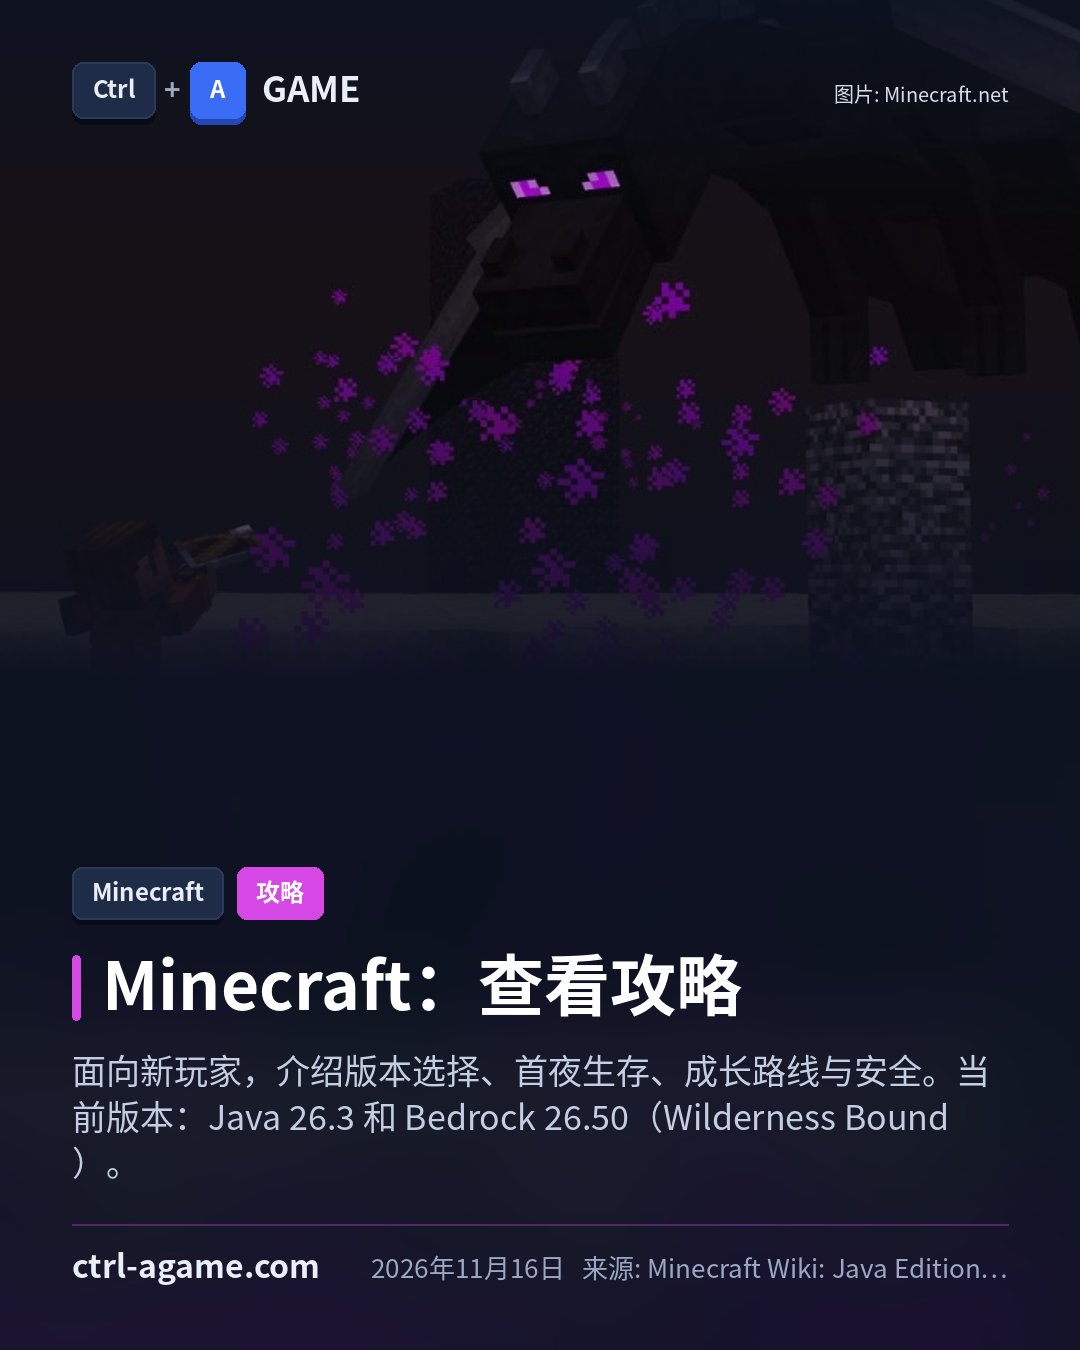 Ctrl + A GAME
图片: Minecraft.net
Minecraft 攻略
Minecraft：查看攻略
面向新玩家，介绍版本选择、首夜生存、成长路线与安全。当
前版本：Java 26.3 和 Bedrock 26.50（Wilderness Bound
）。
ctrl-agame.com 2026年11月16日 来源: Minecraft Wiki: Java Edition…